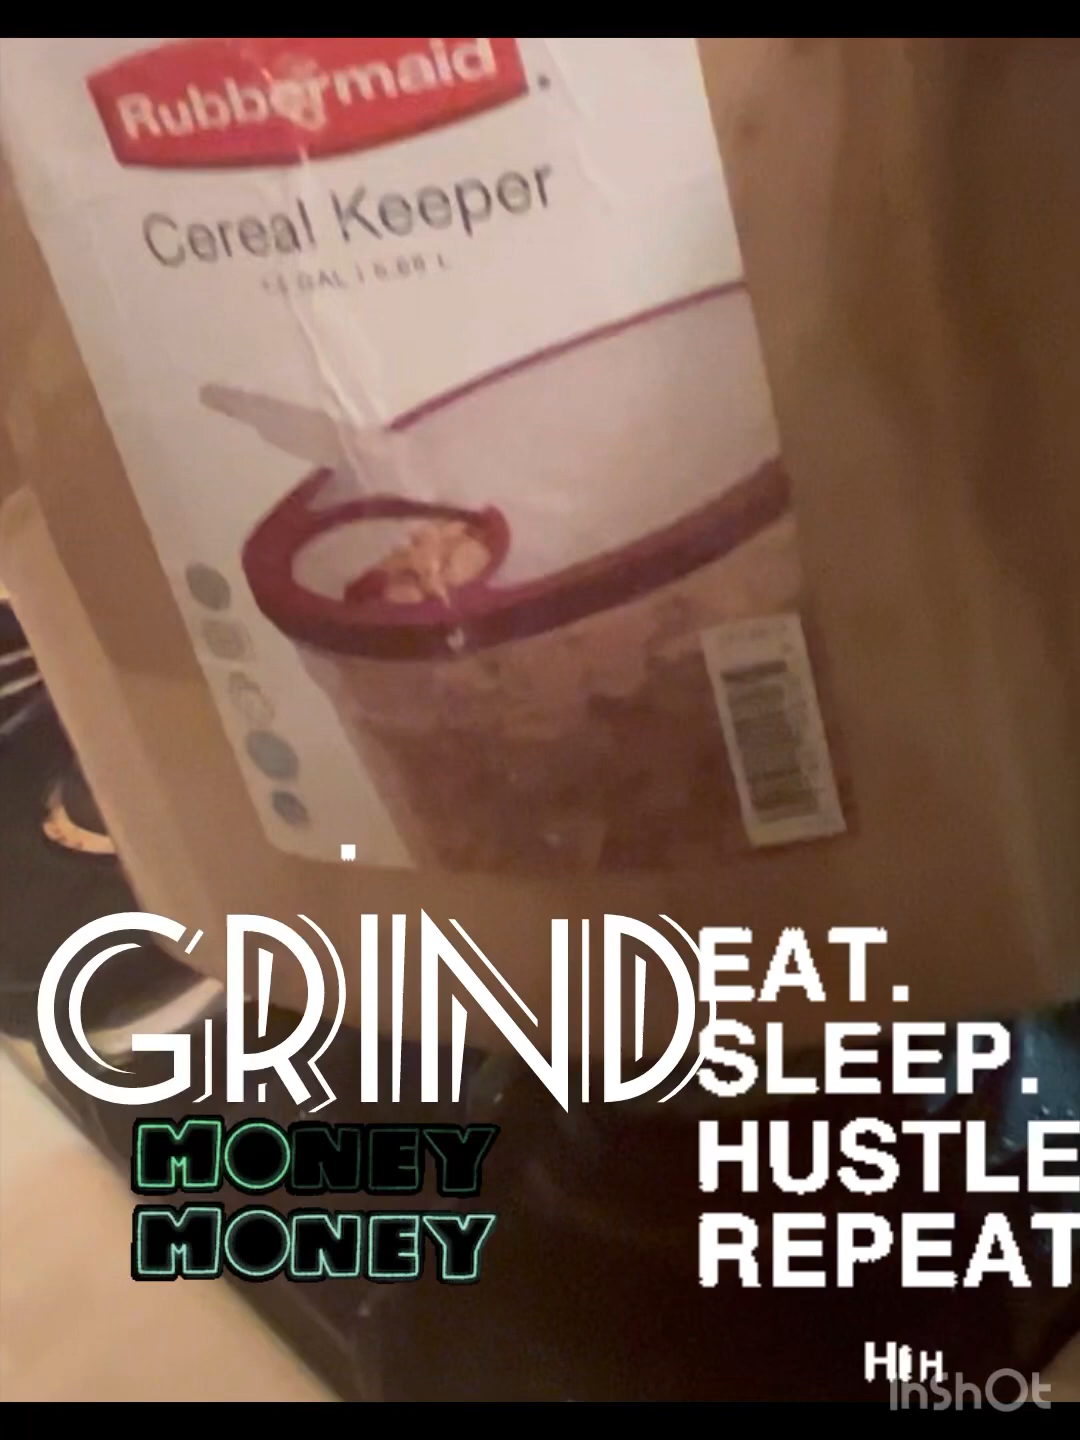 Rubbermaid
Cereal Keeper
GRIND
MONEY
MONEY
EAT.
SLEEP.
HUSTLE
REPEAT
InShOt